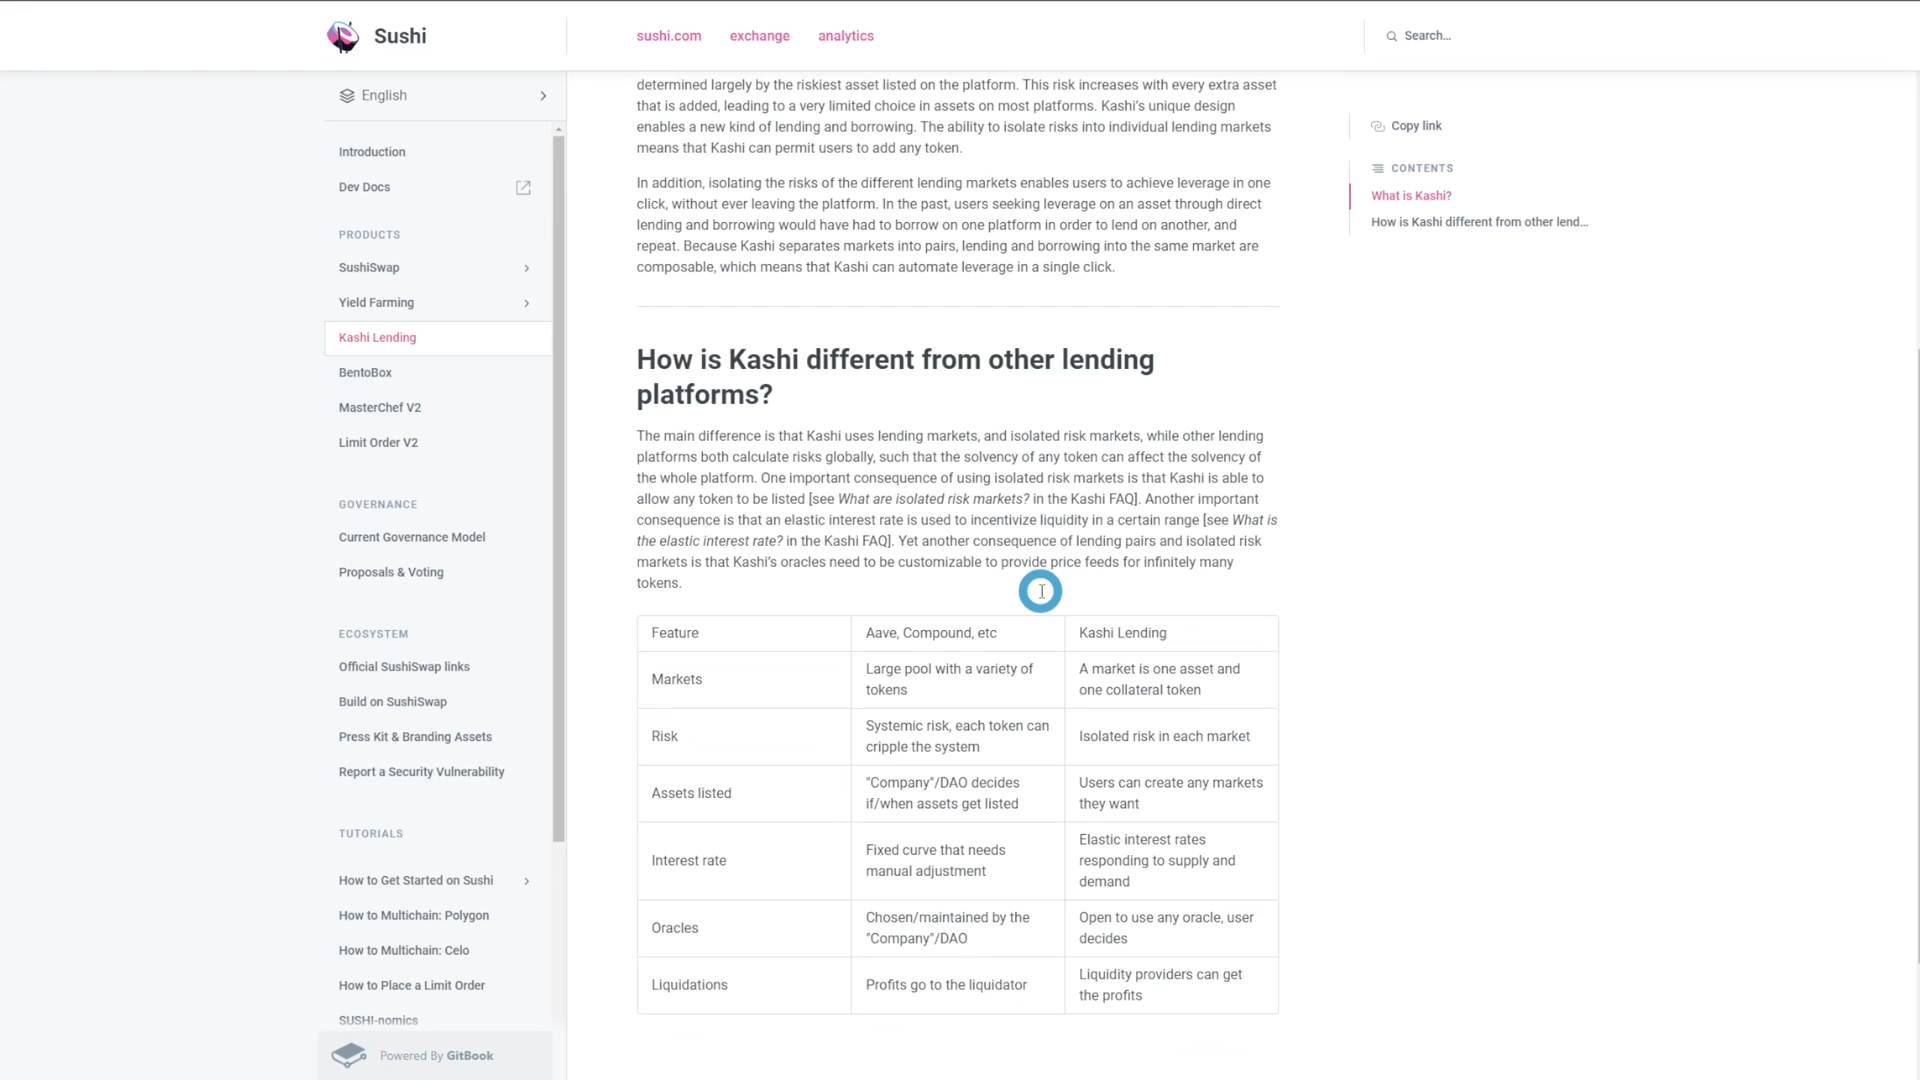 Sushi
sushi.com
exchange
analytics
Search...
English
Introduction
Dev Docs
PRODUCTS
SushiSwap
Yield Farming
Kashi Lending
BentoBox
MasterChef V2
Limit Order V2
GOVERNANCE
Current Governance Model
Proposals & Voting
ECOSYSTEM
Official SushiSwap links
Build on SushiSwap
Press Kit & Branding Assets
Report a Security Vulnerability
TUTORIALS
How to Get Started on Sushi
How to Multichain: Polygon
How to Multichain: Celo
How to Place a Limit Order
SUSHI-nomics
Powered By GitBook
determined largely by the riskiest asset listed on the platform. This risk increases with every extra asset
that is added, leading to a very limited choice in assets on most platforms. Kashi's unique design
enables a new kind of lending and borrowing. The ability to isolate risks into individual lending markets
means that Kashi can permit users to add any token.
In addition, isolating the risks of the different lending markets enables users to achieve leverage in one
click, without ever leaving the platform. In the past, users seeking leverage on an asset through direct
lending and borrowing would have had to borrow on one platform in order to lend on another, and
repeat. Because Kashi separates markets into pairs, lending and borrowing into the same market are
composable, which means that Kashi can automate leverage in a single click.
How is Kashi different from other lending
platforms?
The main difference is that Kashi uses lending markets, and isolated risk markets, while other lending
platforms both calculate risks globally, such that the solvency of any token can affect the solvency of
the whole platform. One important consequence of using isolated risk markets is that Kashi is able to
allow any token to be listed [see What are isolated risk markets? in the Kashi FAQ]. Another important
consequence is that an elastic interest rate is used to incentivize liquidity in a certain range [see What is
the elastic interest rate? in the Kashi FAQ]. Yet another consequence of lending pairs and isolated risk
markets is that Kashi's oracles need to be customizable to provide price feeds for infinitely many
tokens.
Feature
Aave, Compound, etc
Kashi Lending
Markets
Large pool with a variety of
tokens
A market is one asset and
one collateral token
Risk
Systemic risk, each token can
cripple the system
Isolated risk in each market
Assets listed
"Company"/DAO decides
if/when assets get listed
Users can create any markets
they want
Interest rate
Fixed curve that needs
manual adjustment
Elastic interest rates
responding to supply and
demand
Oracles
Chosen/maintained by the
"Company"/DAO
Open to use any oracle, user
decides
Liquidations
Profits go to the liquidator
Liquidity providers can get
the profits
Copy link
CONTENTS
What is Kashi?
How is Kashi different from other lend...